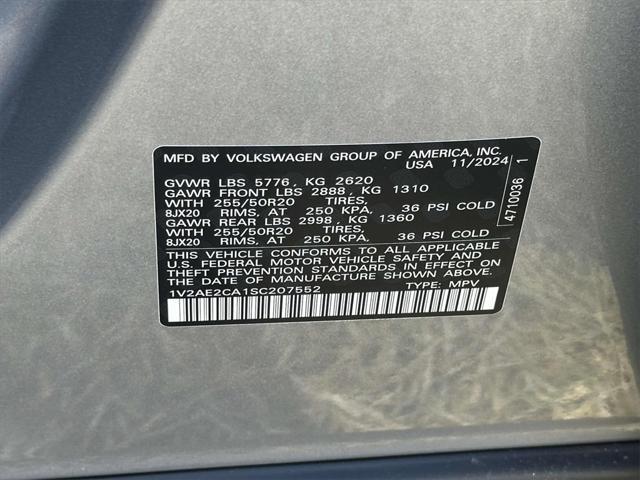 MFD BY VOLKSWAGEN GROUP OF AMERICA, INC.
USA 11/2024
GVWR LBS 5776, KG 2620
GAWR FRONT LBS 2888, KG 1310
WITH 255/50R20 TIRES,
8JX20 RIMS, AT 250 KPA, 36 PSI COLD
GAWR REAR LBS 2998, KG 1360
WITH 255/50R20 TIRES,
8JX20 RIMS, AT 250 KPA, 36 PSI COLD
THIS VEHICLE CONFORMS TO ALL APPLICABLE
U.S. FEDERAL MOTOR VEHICLE SAFETY AND
THEFT PREVENTION STANDARDS IN EFFECT ON
THE DATE OF MANUFACTURE SHOWN ABOVE.
1V2AE2CA1SC207552 TYPE: MPV
4710036 1